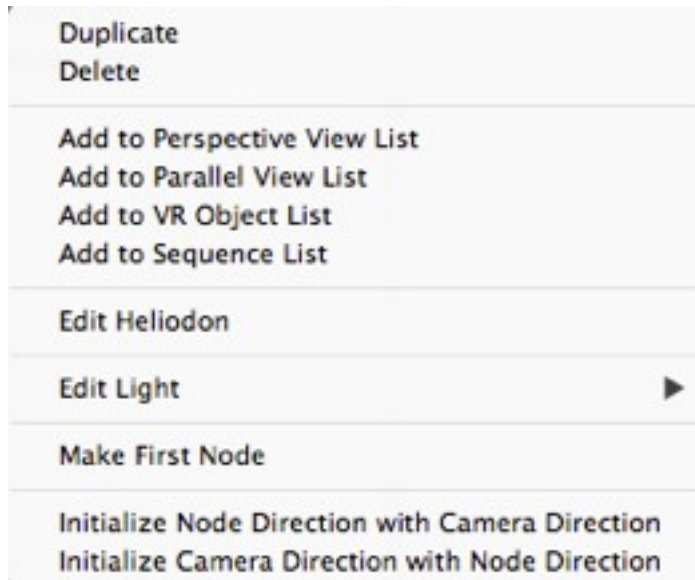 Duplicate
Delete
Add to Perspective View List
Add to Parallel View List
Add to VR Object List
Add to Sequence List
Edit Heliodon
Edit Light
Make First Node
Initialize Node Direction with Camera Direction
Initialize Camera Direction with Node Direction